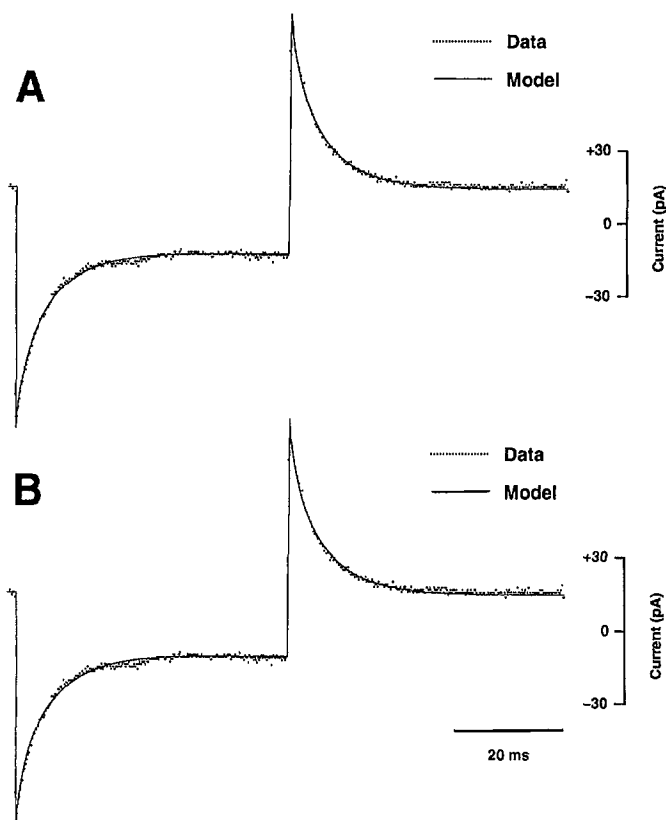 A
Data
Model
+30
0
−30
Current (pA)
B
Data
Model
+30
0
−30
Current (pA)
20 ms